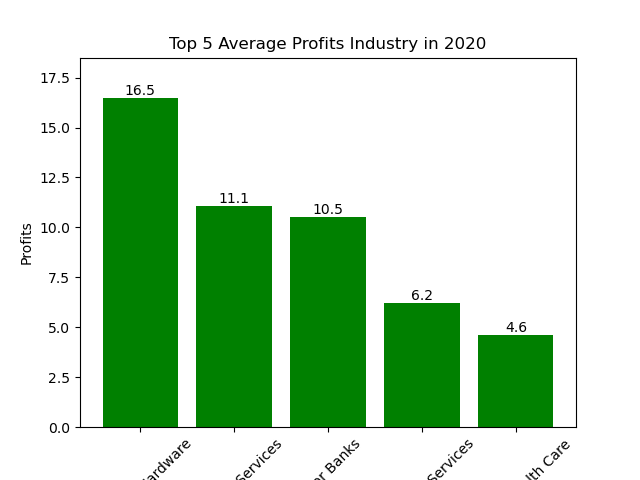 Top 5 Average Profits Industry in 2020
Profits
17.5
15.0
12.5
10.0
7.5
5.0
2.5
0.0
16.5
11.1
10.5
6.2
4.6
Services
Banks
Services
Care